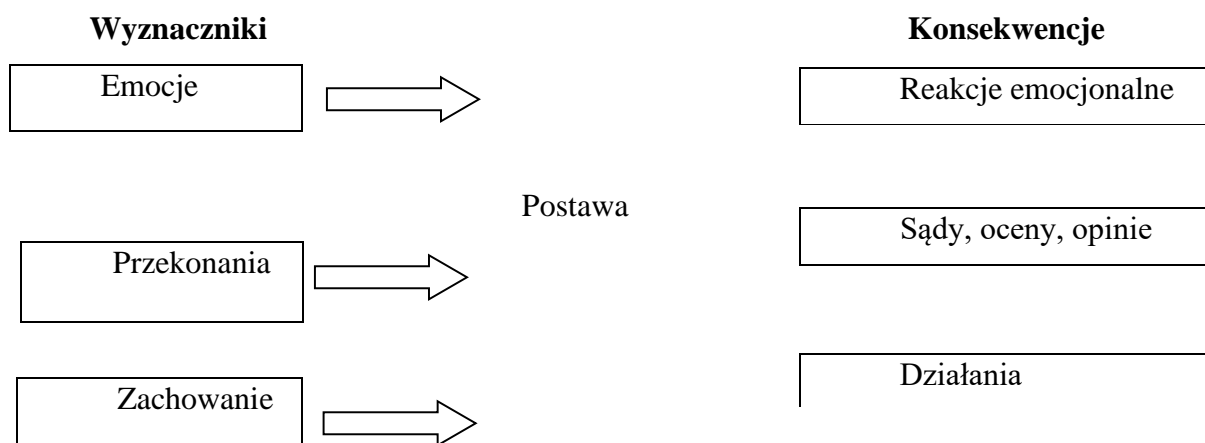 Wyznaczniki
Konsekwencje
Emocje
Reakcje emocjonalne
Postawa
Sądy, oceny, opinie
Przekonania
Działania
Zachowanie